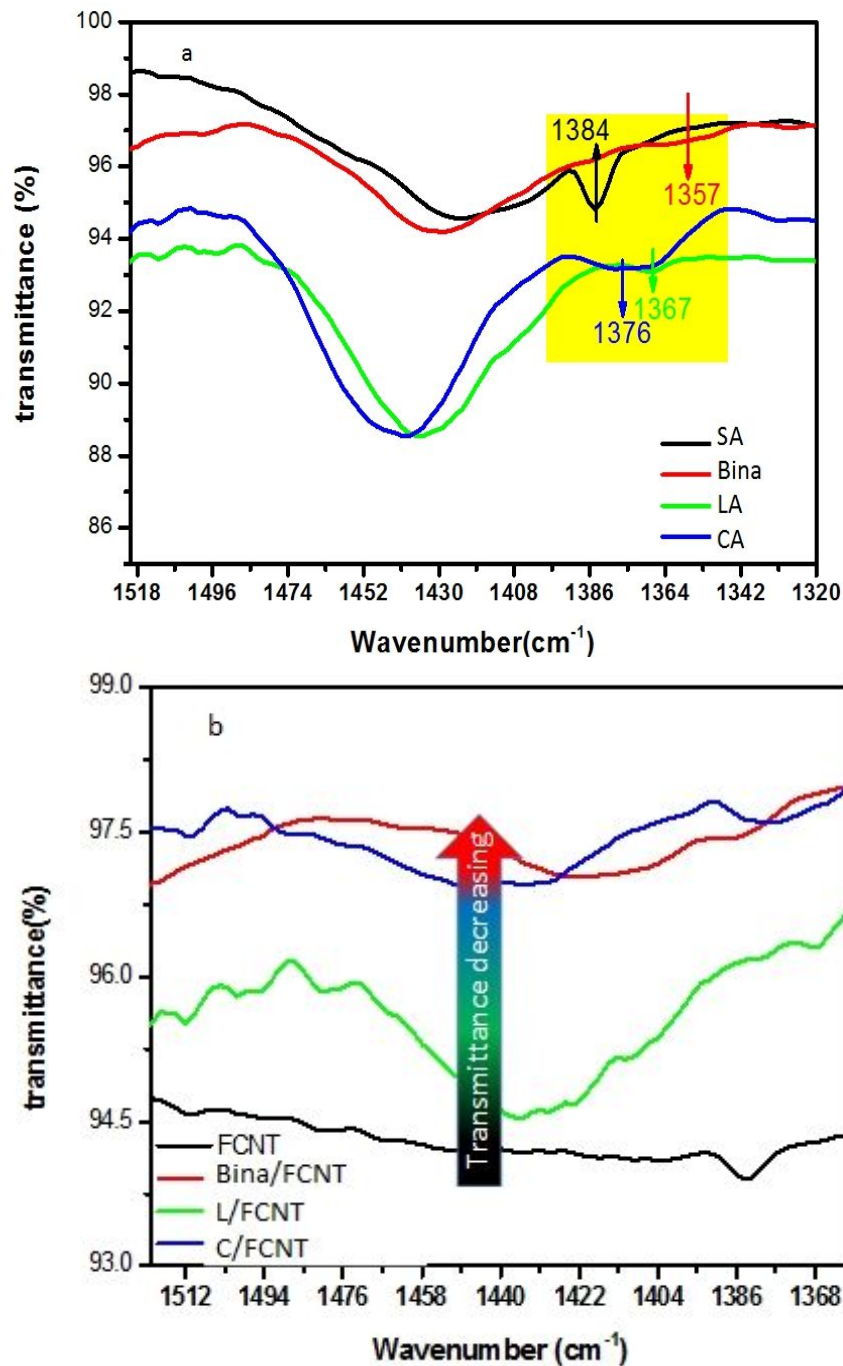 a
100
98
96
94
92
90
88
86
transmittance (%)
1384
1357
1367
1376
SA
Bina
LA
CA
1518 1496 1474 1452 1430 1408 1386 1364 1342 1320
Wavenumber(cm-1)
b
99.0
97.5
96.0
94.5
93.0
transmittance(%)
Transmittance decreasing
FCNT
Bina/FCNT
L/FCNT
C/FCNT
1512 1494 1476 1458 1440 1422 1404 1386 1368
Wavenumber (cm-1)